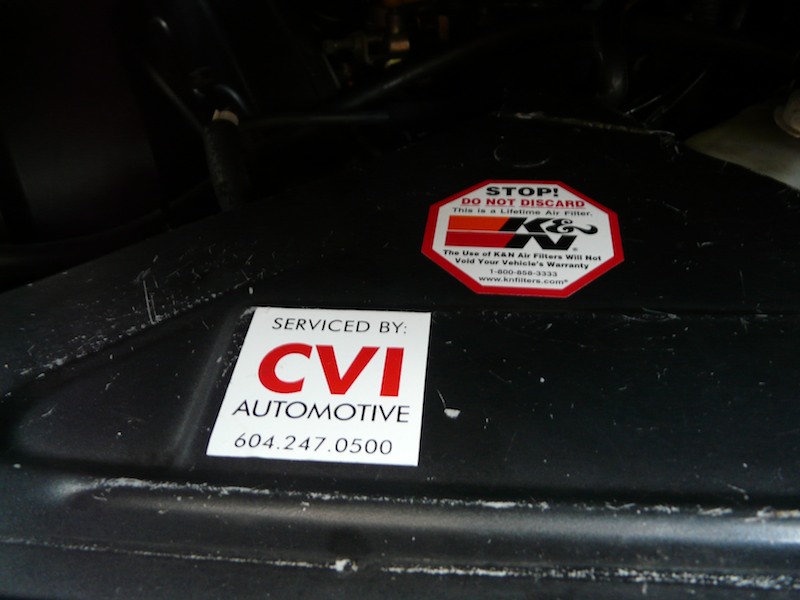 STOP!
DO NOT DISCARD
This is a Lifetime Air Filter.
K&N®
The Use of K&N Air Filters Will Not
Void Your Vehicle's Warranty
1-800-858-3333
www.knfilters.com®
SERVICED BY:
CVI
AUTOMOTIVE
604.247.0500